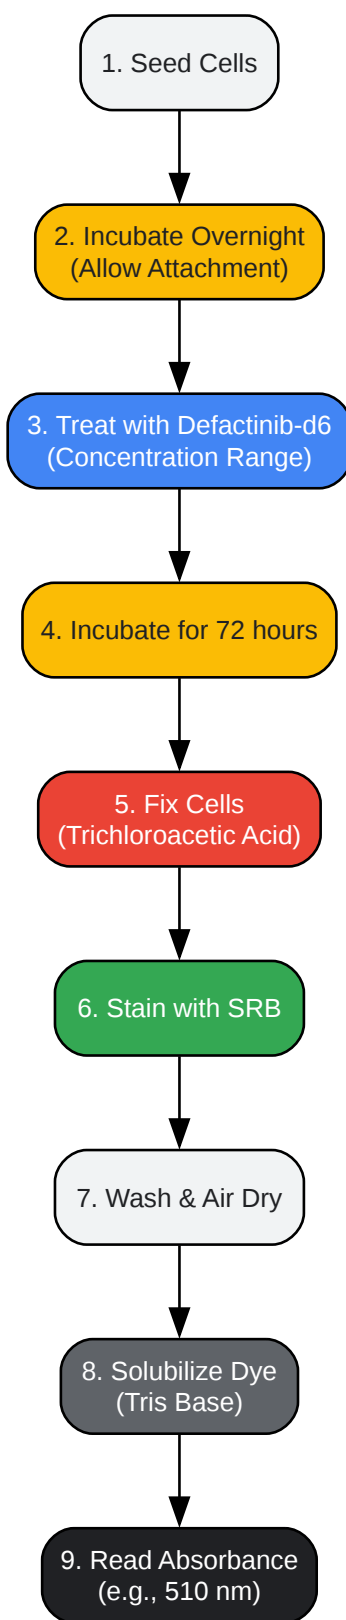 1. Seed Cells
2. Incubate Overnight
(Allow Attachment)
3. Treat with Defactinib-d6
(Concentration Range)
4. Incubate for 72 hours
5. Fix Cells
(Trichloroacetic Acid)
6. Stain with SRB
7. Wash & Air Dry
8. Solubilize Dye
(Tris Base)
9. Read Absorbance
(e.g., 510 nm)